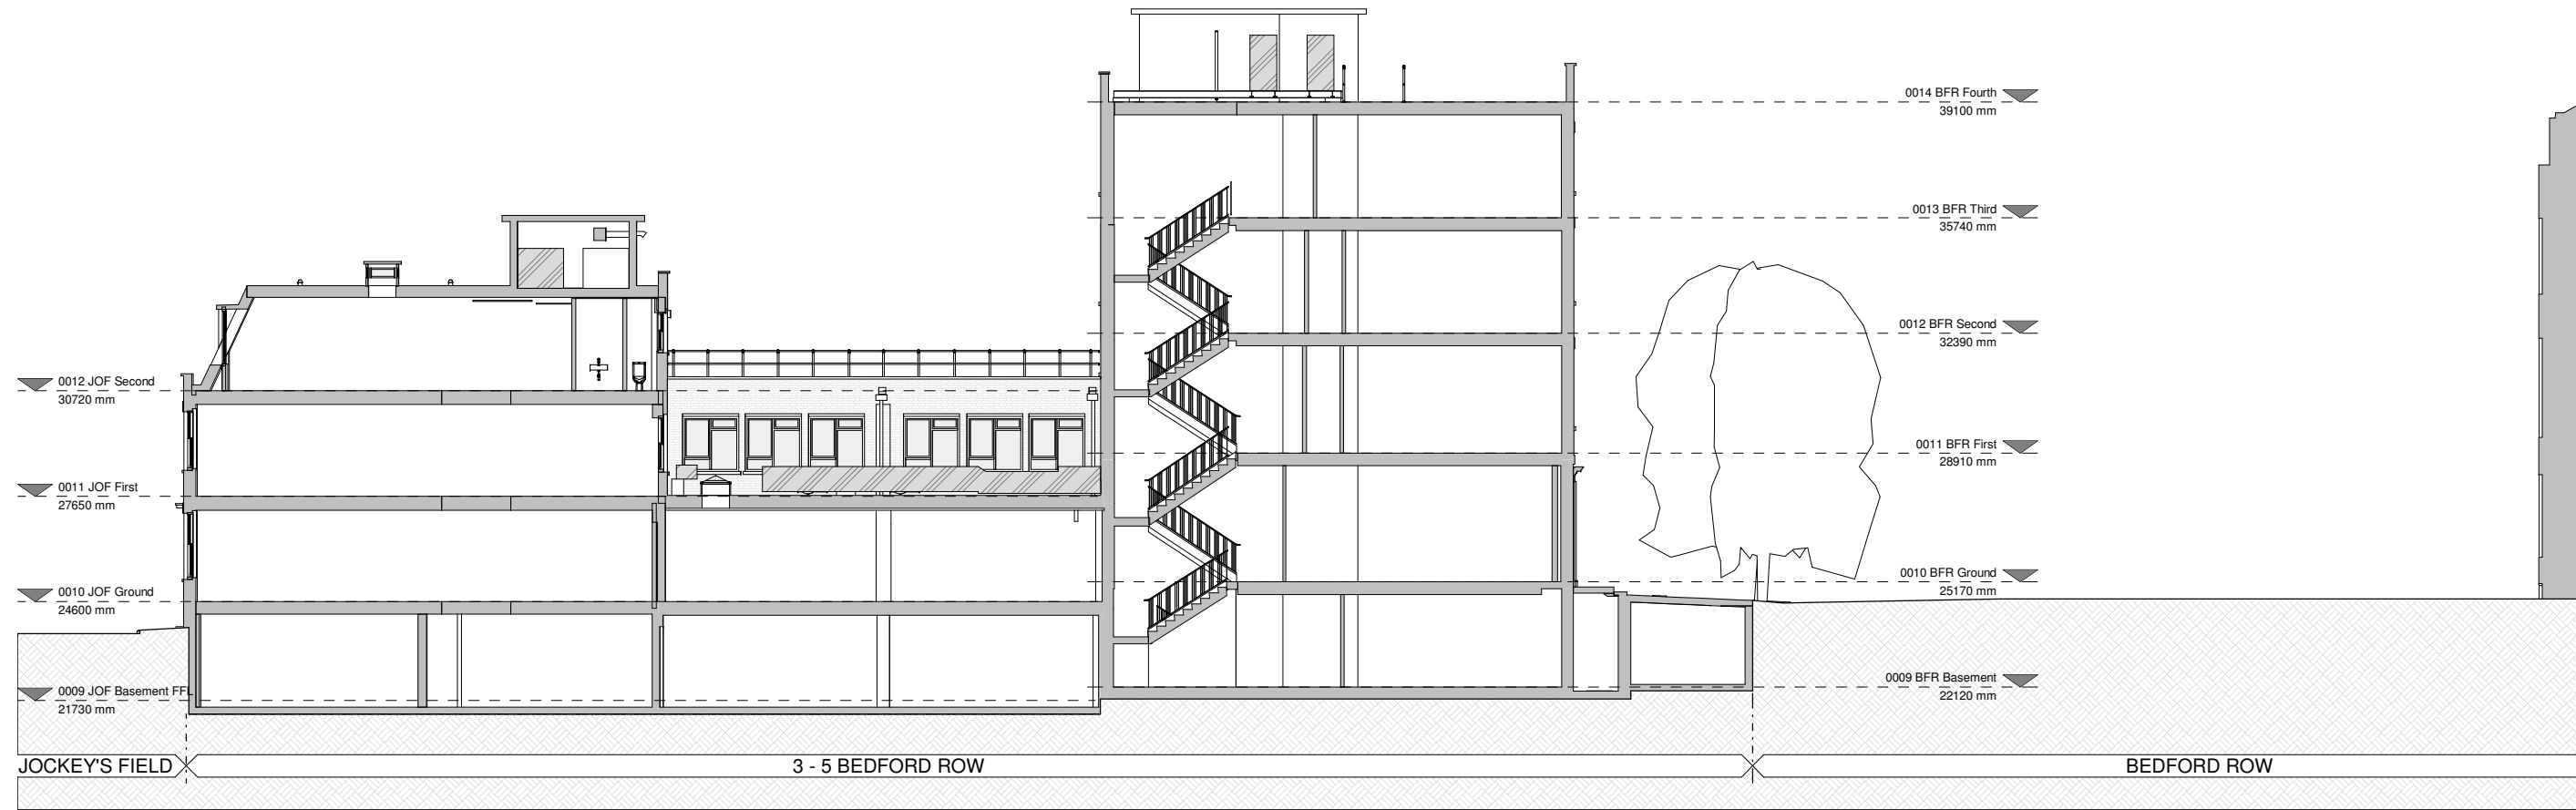 0014 BFR Fourth
39100 mm
0013 BFR Third
35740 mm
0012 BFR Second
32390 mm
0012 JOF Second
30720 mm
0011 BFR First
28910 mm
0011 JOF First
27650 mm
0010 BFR Ground
25170 mm
0010 JOF Ground
24600 mm
0009 BFR Basement
22120 mm
0009 JOF Basement FFL
21730 mm
JOCKEY'S FIELD
3 - 5 BEDFORD ROW
BEDFORD ROW